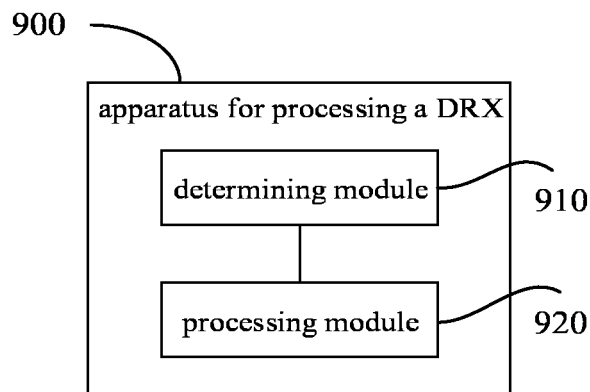 900
apparatus for processing a DRX
determining module
910
processing module
920